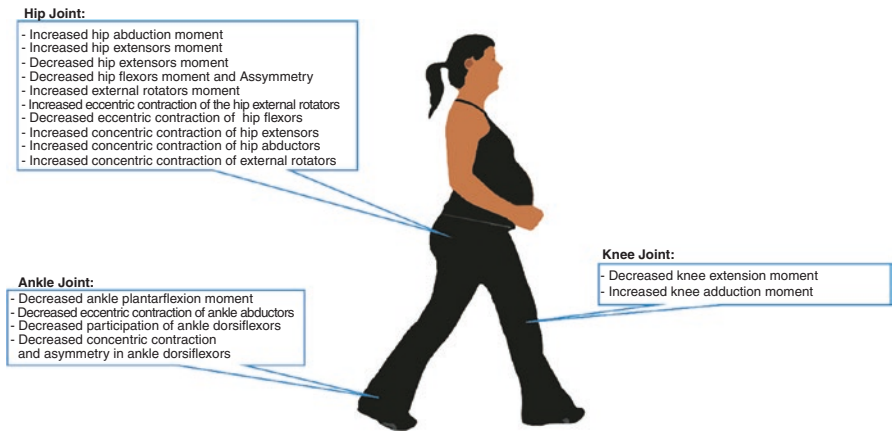 Hip Joint:
- Increased hip abduction moment
- Increased hip extensors moment
- Decreased hip extensors moment
- Decreased hip flexors moment and Assymmetry
- Increased external rotators moment
- Increased eccentric contraction of the hip external rotators
- Decreased eccentric contraction of hip flexors
- Increased concentric contraction of hip extensors
- Increased concentric contraction of hip abductors
- Increased concentric contraction of external rotators
Knee Joint:
- Decreased knee extension moment
- Increased knee adduction moment
Ankle Joint:
- Decreased ankle plantarflexion moment
- Decreased eccentric contraction of ankle abductors
- Decreased participation of ankle dorsiflexors
- Decreased concentric contraction
and asymmetry in ankle dorsiflexors